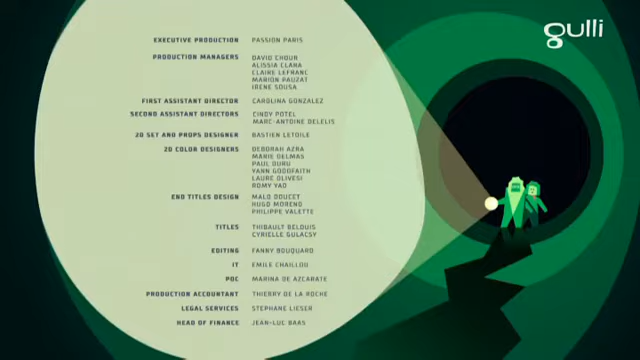 gulli
EXECUTIVE PRODUCTION PASSION PARIS
PRODUCTION MANAGERS DAVID CHOUR
ALISSIA CLARA
CLAIRE LEFRANC
MARION PAUZAT
IRENE SOUSA
FIRST ASSISTANT DIRECTOR CAROLINA GONZALEZ
SECOND ASSISTANT DIRECTORS CINDY POTEL
MARC-ANTOINE DELELIS
2D SET AND PROPS DESIGNER BASTIEN LETOILE
2D COLOR DESIGNERS DEBORAH AZRA
MARIE DELMAS
PAUL DURU
YANN GODDFAITH
LAURE OLIVESI
ROMY YAO
END TITLES DESIGN MALO DOUCET
HUGO MORENO
PHILIPPE VALETTE
TITLES THIBAULT BELOUIS
CYRIELLE GULACSY
EDITING FANNY BOUQUARD
IT EMILE CHAILLOU
POC MARINA DE AZCARATE
PRODUCTION ACCOUNTANT THIERRY DE LA ROCHE
LEGAL SERVICES STEPHANE LIESER
HEAD OF FINANCE JEAN-LUC BAAS